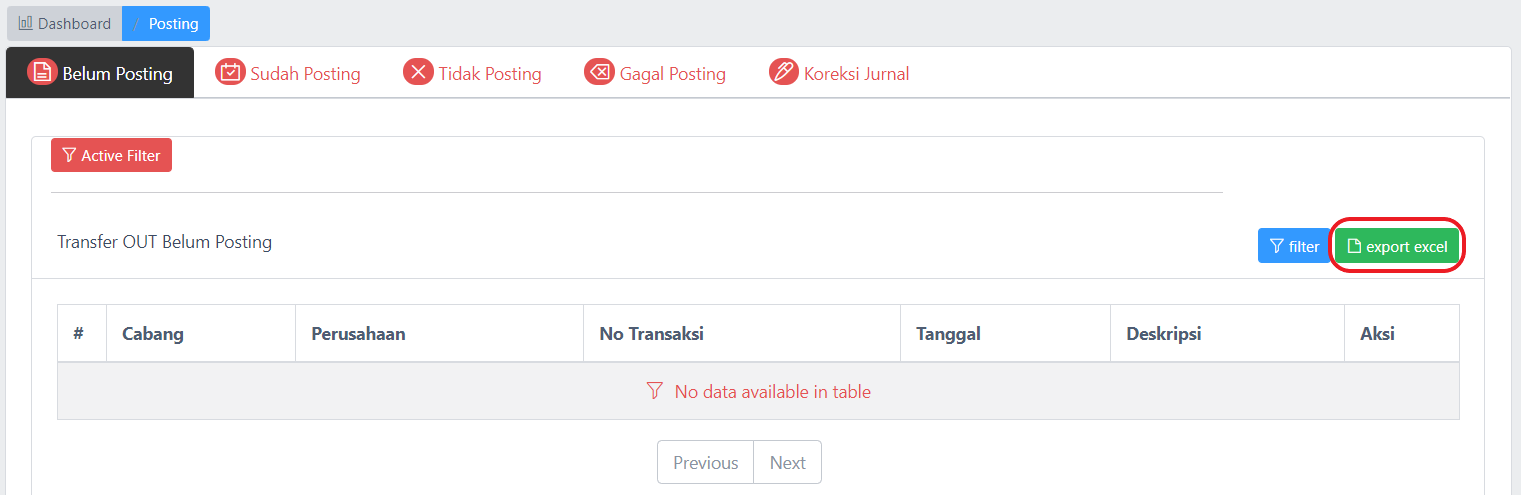 Dashboard / Posting
Belum Posting Sudah Posting Tidak Posting Gagal Posting Koreksi Jurnal
Active Filter
Transfer OUT Belum Posting filter export excel
# Cabang Perusahaan No Transaksi Tanggal Deskripsi Aksi
No data available in table
Previous Next